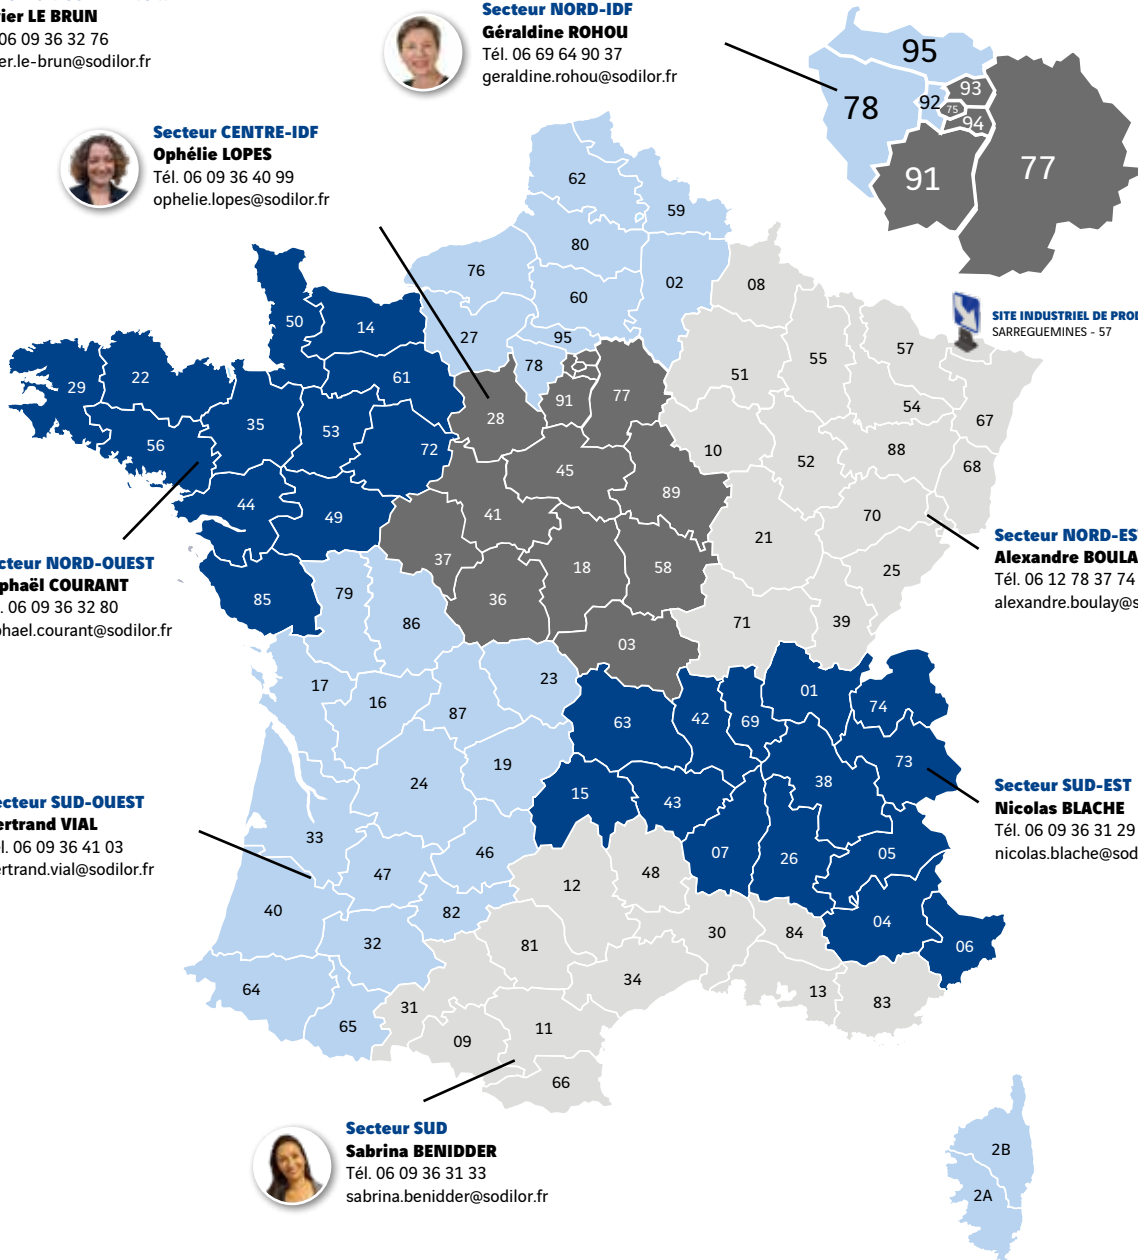 rier LE BRUN
06 09 36 32 76
er.le-brun@sodilor.fr
Secteur NORD-IDF
Géraldine ROHOU
Tél. 06 69 64 90 37
geraldine.rohou@sodilor.fr
95
78
92
93
75
94
91
77
Secteur CENTRE-IDF
Ophélie LOPES
Tél. 06 09 36 40 99
ophelie.lopes@sodilor.fr
62
59
80
76
60
02
08
27
95
78
50
14
61
29
22
35
53
72
56
44
49
85
28
91
77
45
89
41
37
18
58
36
03
55
57
51
54
67
10
52
88
68
70
21
25
71
39
SITE INDUSTRIEL DE PROD
SARREGUEMINES - 57
cteur NORD-OUEST
phaël COURANT
. 06 09 36 32 80
phael.courant@sodilor.fr
Secteur NORD-ES
Alexandre BOULA
Tél. 06 12 78 37 74
alexandre.boulay@s
79
86
17
16
87
23
24
19
33
47
46
40
82
32
64
65
63
42
69
01
74
73
15
43
38
07
26
05
04
06
ecteur SUD-OUEST
ertrand VIAL
él. 06 09 36 41 03
ertrand.vial@sodilor.fr
Secteur SUD-EST
Nicolas BLACHE
Tél. 06 09 36 31 29
nicolas.blache@sod
12
48
30
84
81
34
13
83
31
09
11
66
Secteur SUD
Sabrina BENIDDER
Tél. 06 09 36 31 33
sabrina.benidder@sodilor.fr
2B
2A